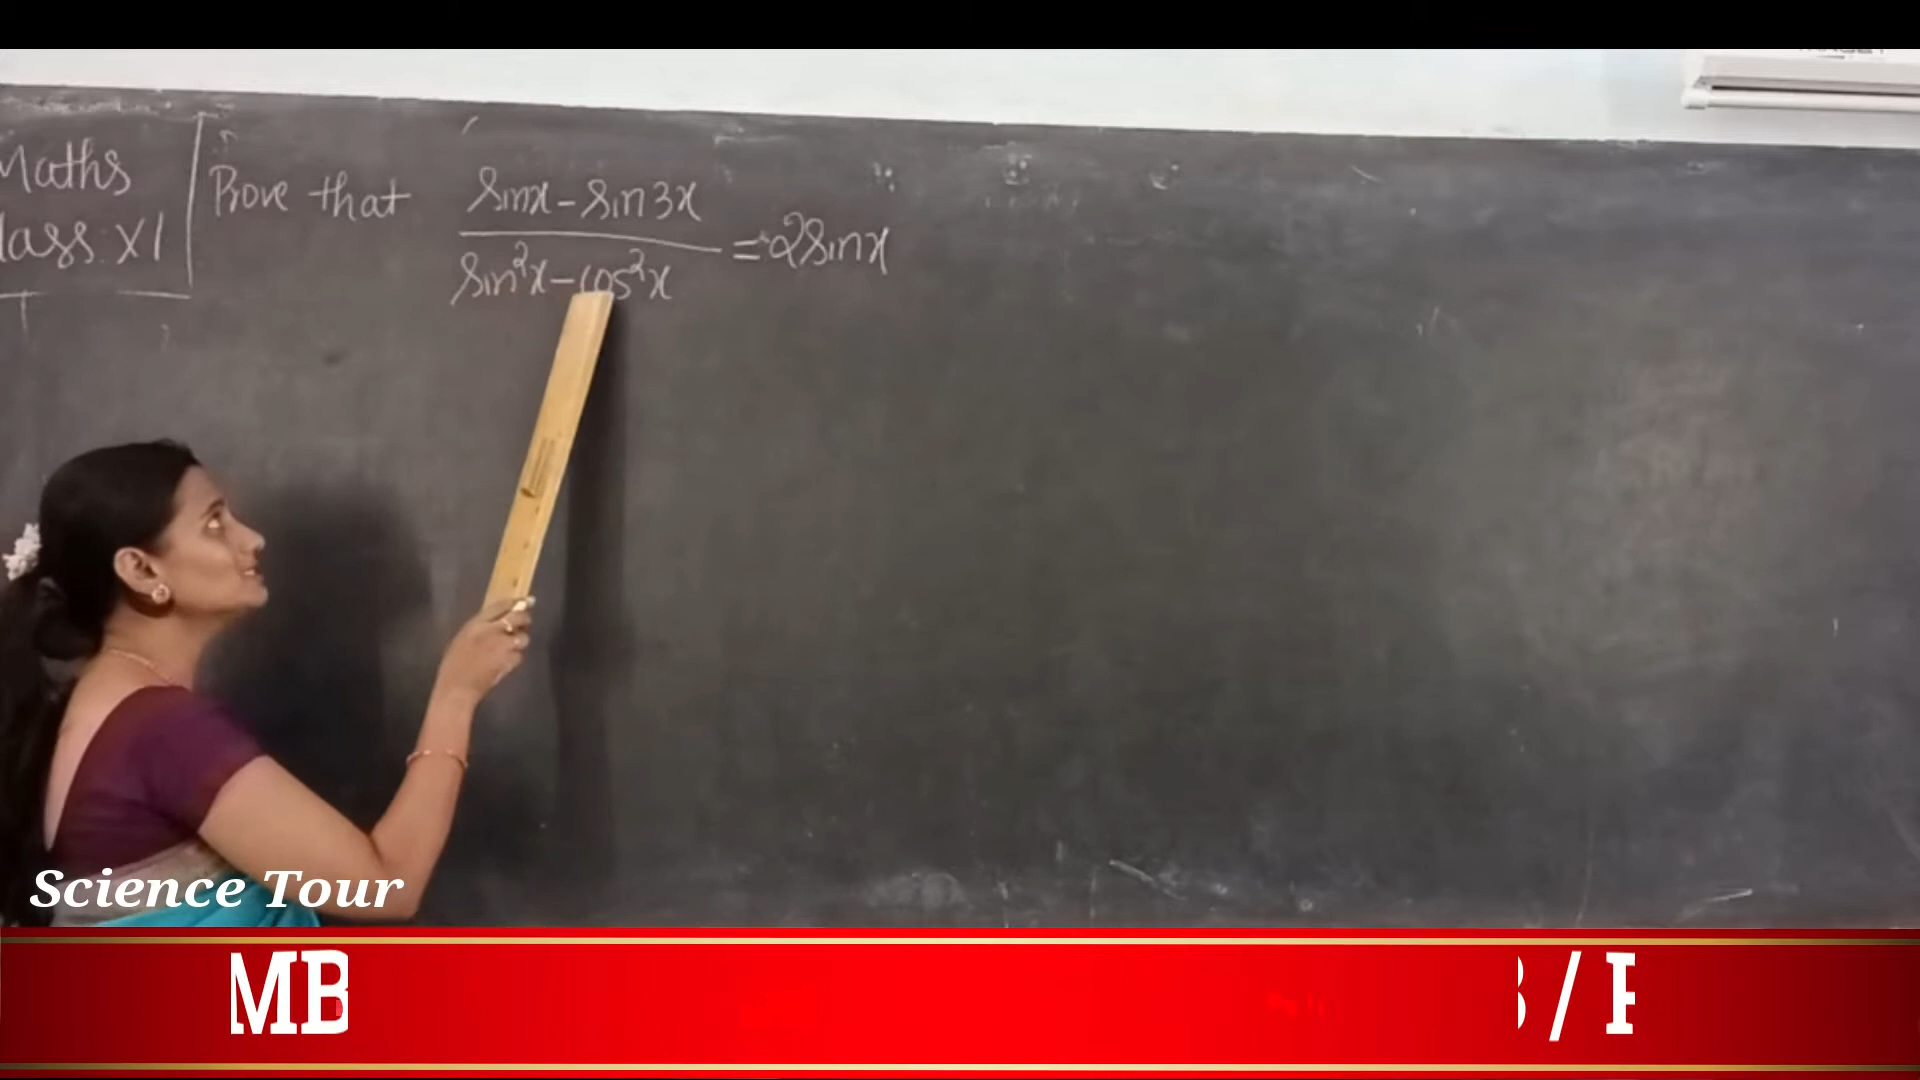 Maths
Class XI
Prove that
sinx - sin3x
sin²x - cos²x
= 2sinx
Science Tour
MB
/